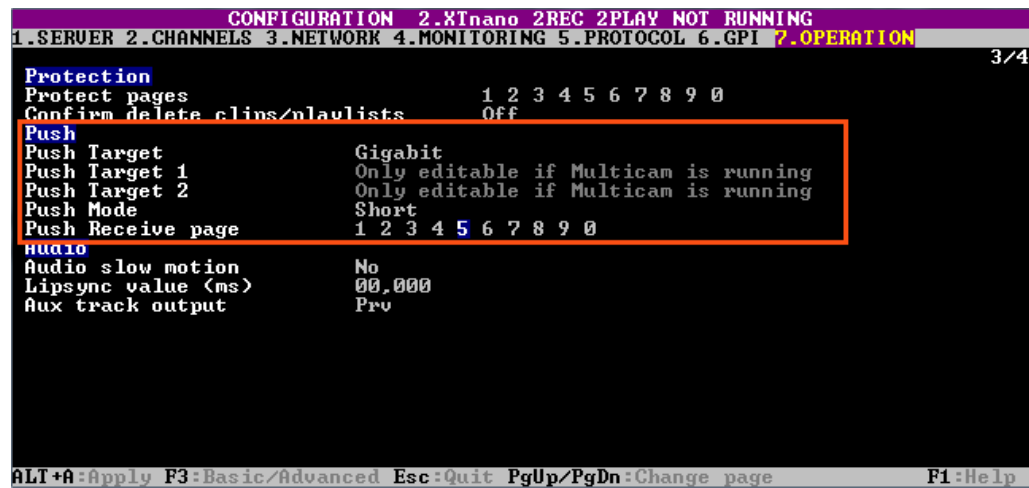 CONFIGURATION 2.XTnano 2REC 2PLAY NOT RUNNING
1.SERVER 2.CHANNELS 3.NETWORK 4.MONITORING 5.PROTOCOL 6.GPI 7.OPERATION
3/4
Protection
Protect pages 1 2 3 4 5 6 7 8 9 0
Confirm delete clips/playlists Off
Push
Push Target Gigabit
Push Target 1 Only editable if Multicam is running
Push Target 2 Only editable if Multicam is running
Push Mode Short
Push Receive page 1 2 3 4 5 6 7 8 9 0
Audio
Audio slow motion No
Lipsync value (ms) 00,000
Aux track output Prv
ALT+A:Apply F3:Basic/Advanced Esc:Quit PgUp/PgDn:Change page F1:Help